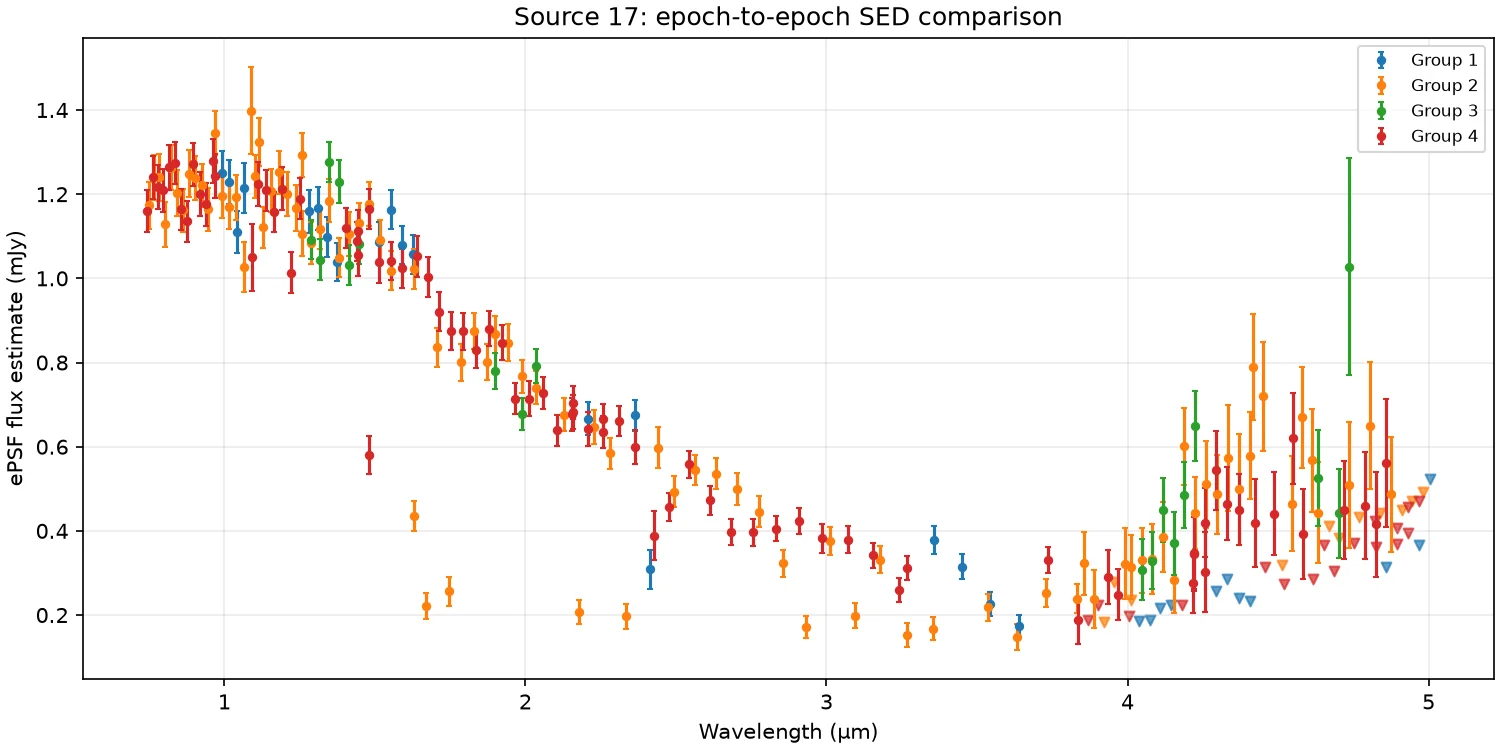 Source 17: epoch-to-epoch SED comparison
Group 1
Group 2
Group 3
Group 4
ePSF flux estimate (mJy)
1.4
1.2
1.0
0.8
0.6
0.4
0.2
1 2 3 4 5
Wavelength (μm)